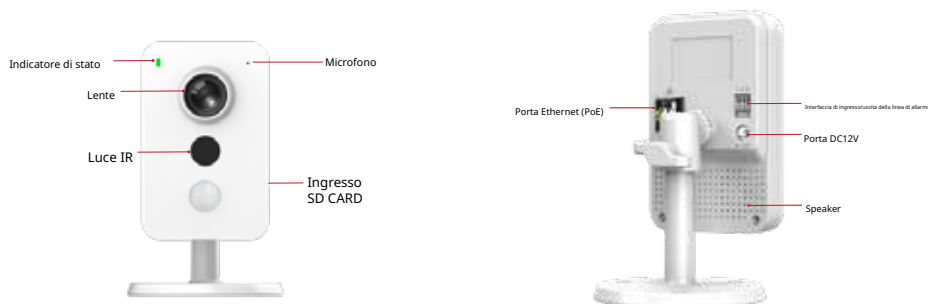 Indicatore di stato
Microfono
Lente
Luce IR
Ingresso
SD CARD
Porta Ethernet (PoE)
Interfaccia di ingresso/uscita della linea di allarme
Porta DC12V
Speaker